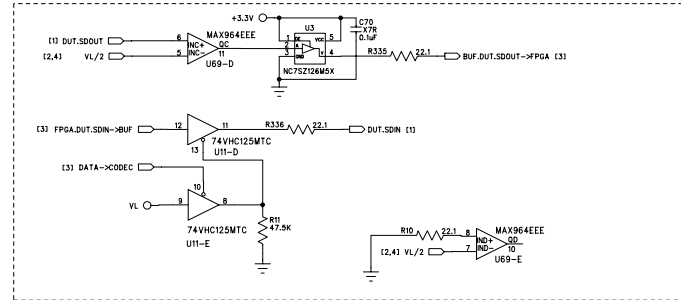 +3.3V
U3
C70
X7R
0.1uF
MAX964EEE
[1] DUT.SDOUT
6
INC+
QC
1
OE
VCC
5
2
A
[2,4] VL/2
5
INC-
11
3
GND
Y
4
R335
22.1
BUF.DUT.SDOUT->FPGA [3]
U69-D
NC7SZ126M5X
[3] FPGA.DUT.SDIN->BUF
12
11
R336
22.1
DUT.SDIN [1]
74VHC125MTC
13
U11-D
[3] DATA->CODEC
10
VL
9
8
74VHC125MTC
U11-E
R11
47.5K
R10
22.1
8
IND+
MAX964EEE
QD
[2,4] VL/2
7
IND-
10
U69-E